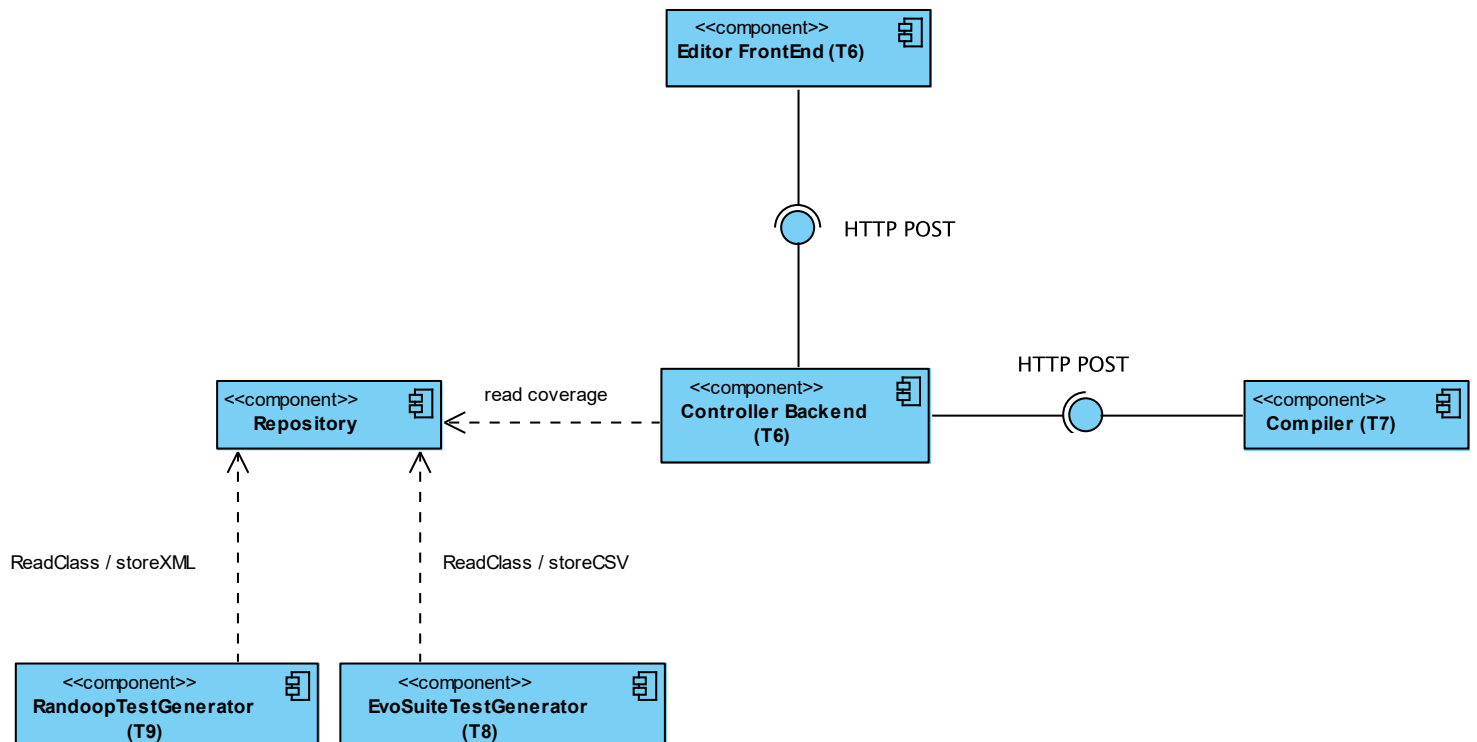 <<component>>
Editor FrontEnd (T6)
HTTP POST
HTTP POST
<<component>>
Repository
read coverage
<<component>>
Controller Backend
(T6)
<<component>>
Compiler (T7)
ReadClass / storeXML
ReadClass / storeCSV
<<component>>
RandoopTestGenerator
(T9)
<<component>>
EvoSuiteTestGenerator
(T8)